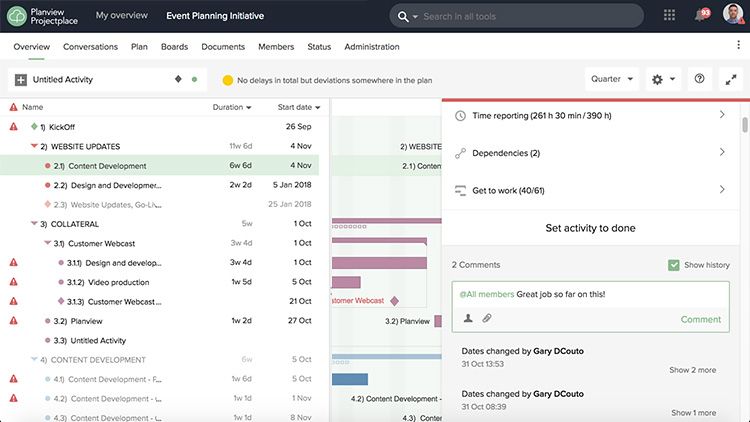 Planview Projectplace
My overview
Event Planning Initiative
Search in all tools
93
Overview Conversations Plan Boards Documents Members Status Administration
Untitled Activity
No delays in total but deviations somewhere in the plan
Quarter
Name Duration Start date
1) KickOff 26 Sep
2) WEBSITE UPDATES 11w 6d 4 Nov
2.1) Content Development 6w 6d 4 Nov
2.2) Design and Developmer... 2w 2d 5 Jan 2018
2.3) Website Updates, Go-Liv... 25 Jan 2018
3) COLLATERAL 5w 1 Oct
3.1) Customer Webcast 3w 4d 1 Oct
3.1.1) Design and develop... 3w 4d 1 Oct
3.1.2) Video production 1w 5d 5 Oct
3.1.3) Customer Webcast... 21 Oct
3.2) Planview 1w 2d 27 Oct
3.3) Untitled Activity
4) CONTENT DEVELOPMENT 6w 5 Oct
4.1) Content Development - F... 1w 6d 5 Oct
4.2) Content Development - ... 1w 1d 1 Nov
4.3) Content Development - ... 1w 1d 8 Nov
2) WEBSITE
2.1) Conte
stomer Webcast
3.2) Planview
4.2) Content Development -
4.3) Content D
Time reporting (261 h 30 min / 390 h)
Dependencies (2)
Get to work (40/61)
Set activity to done
2 Comments
Show history
@All members Great job so far on this!
Comment
Dates changed by Gary DCouto
31 Oct 13:53
Show 2 more
Dates changed by Gary DCouto
31 Oct 08:39
Show 1 more